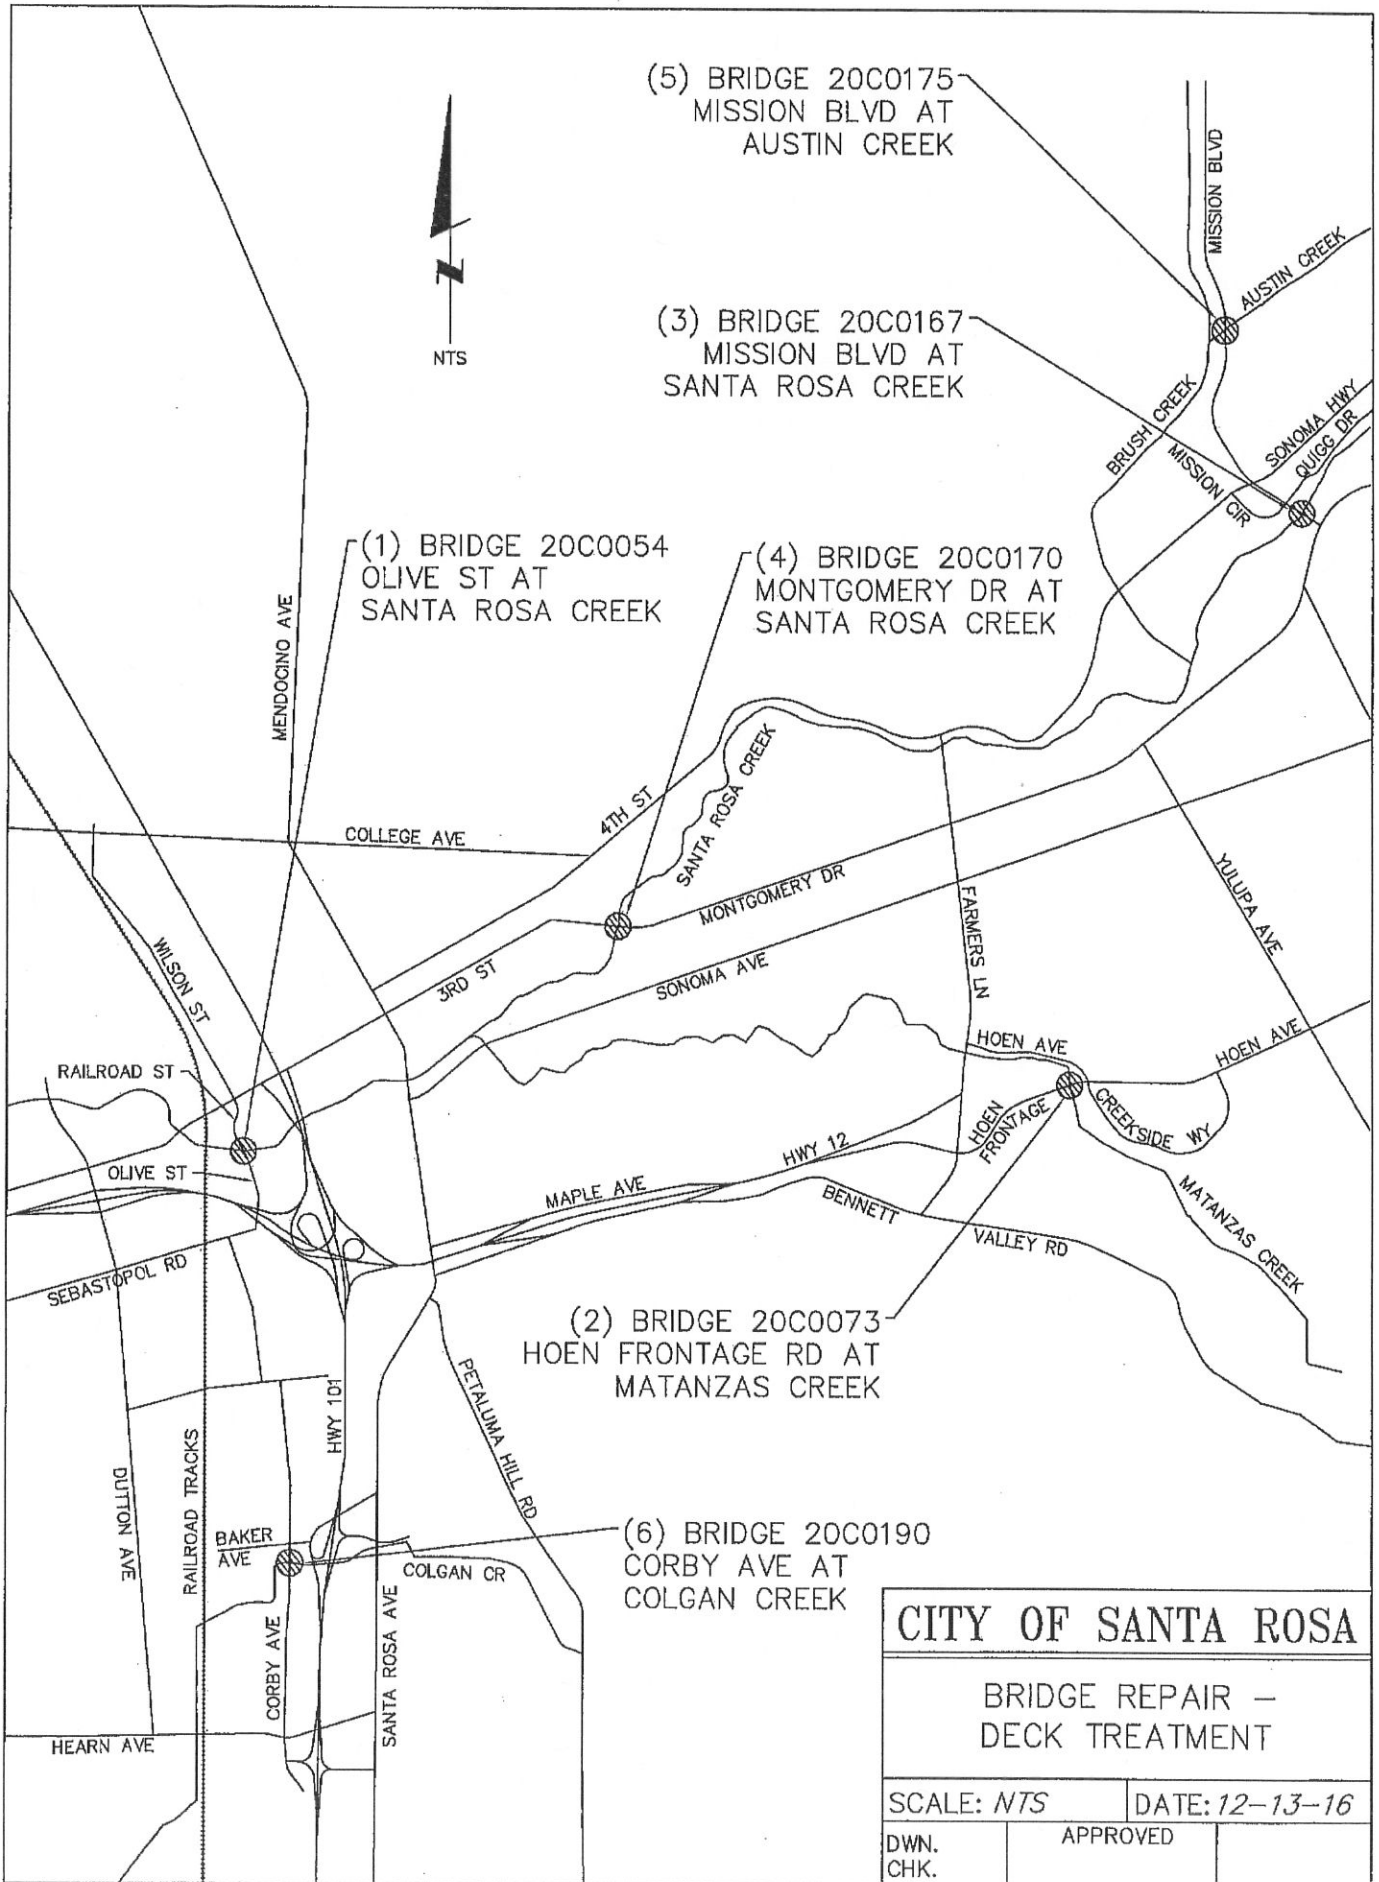 (5) BRIDGE 20C0175
MISSION BLVD AT
AUSTIN CREEK
MISSION BLVD
AUSTIN CREEK
N
NTS
(3) BRIDGE 20C0167
MISSION BLVD AT
SANTA ROSA CREEK
BRUSH CREEK
MISSION CIR
SONOMA HWY
QUIGG DR
(1) BRIDGE 20C0054
OLIVE ST AT
SANTA ROSA CREEK
(4) BRIDGE 20C0170
MONTGOMERY DR AT
SANTA ROSA CREEK
MENDOCINO AVE
COLLEGE AVE
4TH ST
SANTA ROSA CREEK
MONTGOMERY DR
YULUPA AVE
FARMERS LN
WILSON ST
3RD ST
SONOMA AVE
HOEN AVE
HOEN AVE
RAILROAD ST
HOEN
FRONTAGE
CREEKSIDE WY
OLIVE ST
HWY 12
MAPLE AVE
BENNETT
VALLEY RD
MATANZAS CREEK
SEBASTOPOL RD
(2) BRIDGE 20C0073
HOEN FRONTAGE RD AT
MATANZAS CREEK
HWY 101
PETALUMA HILL RD
DUTTON AVE
RAILROAD TRACKS
BAKER
AVE
COLGAN CR
(6) BRIDGE 20C0190
CORBY AVE AT
COLGAN CREEK
CORBY AVE
SANTA ROSA AVE
HEARN AVE
CITY OF SANTA ROSA
BRIDGE REPAIR –
DECK TREATMENT
SCALE: NTS
DATE: 12–13–16
DWN.
CHK.
APPROVED